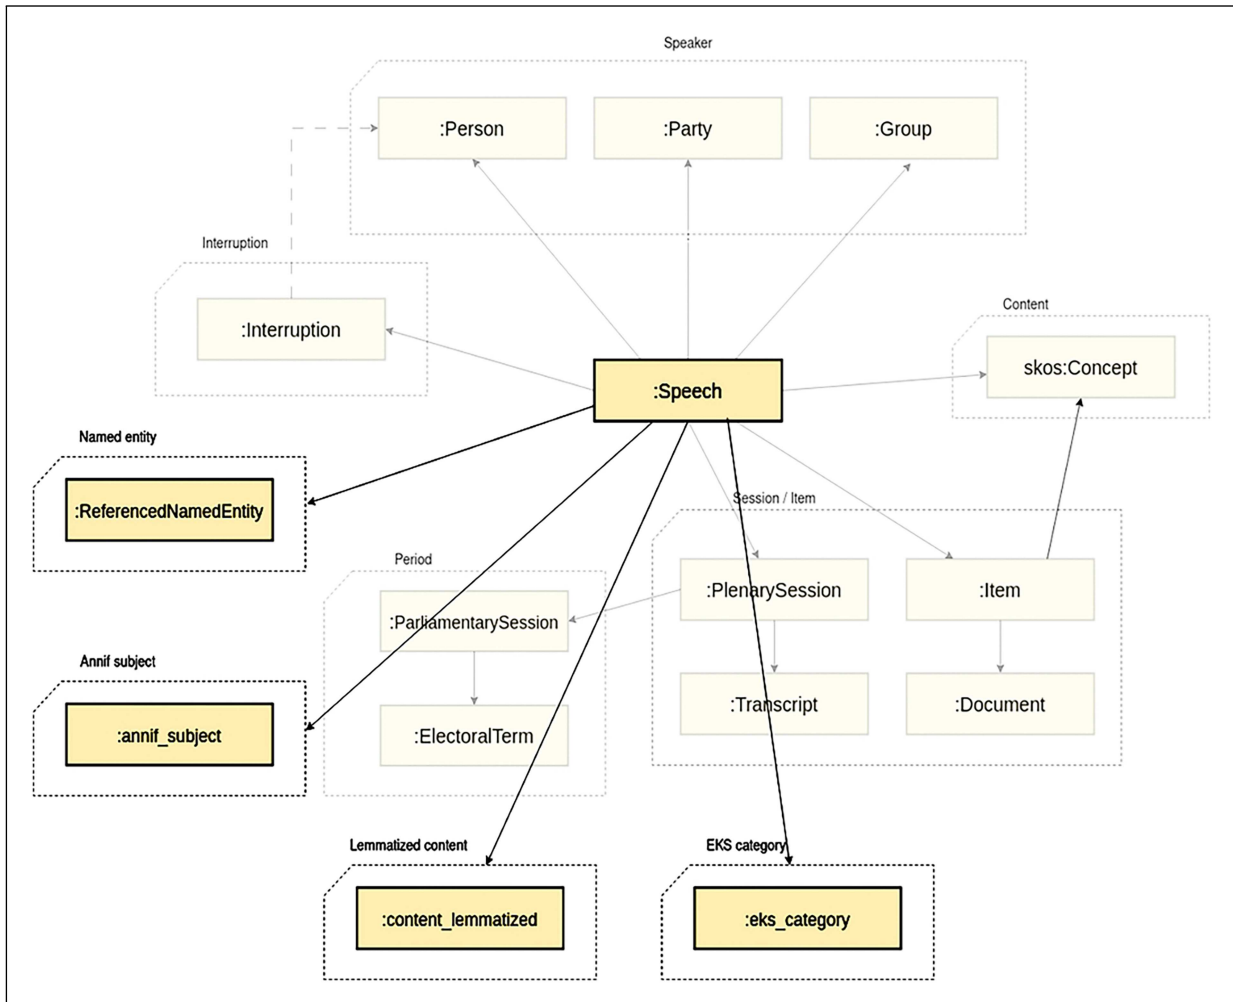 Speaker
:Person
:Party
:Group
Interruption
:Interruption
Content
skos:Concept
:Speech
Named entity
:ReferencedNamedEntity
Session / Item
Period
:PlenarySession
:Item
:ParliamentarySession
Annif subject
:annif_subject
:Transcript
:Document
:ElectoralTerm
Lemmatized content
EKS category
:content_lemmatized
:eks_category